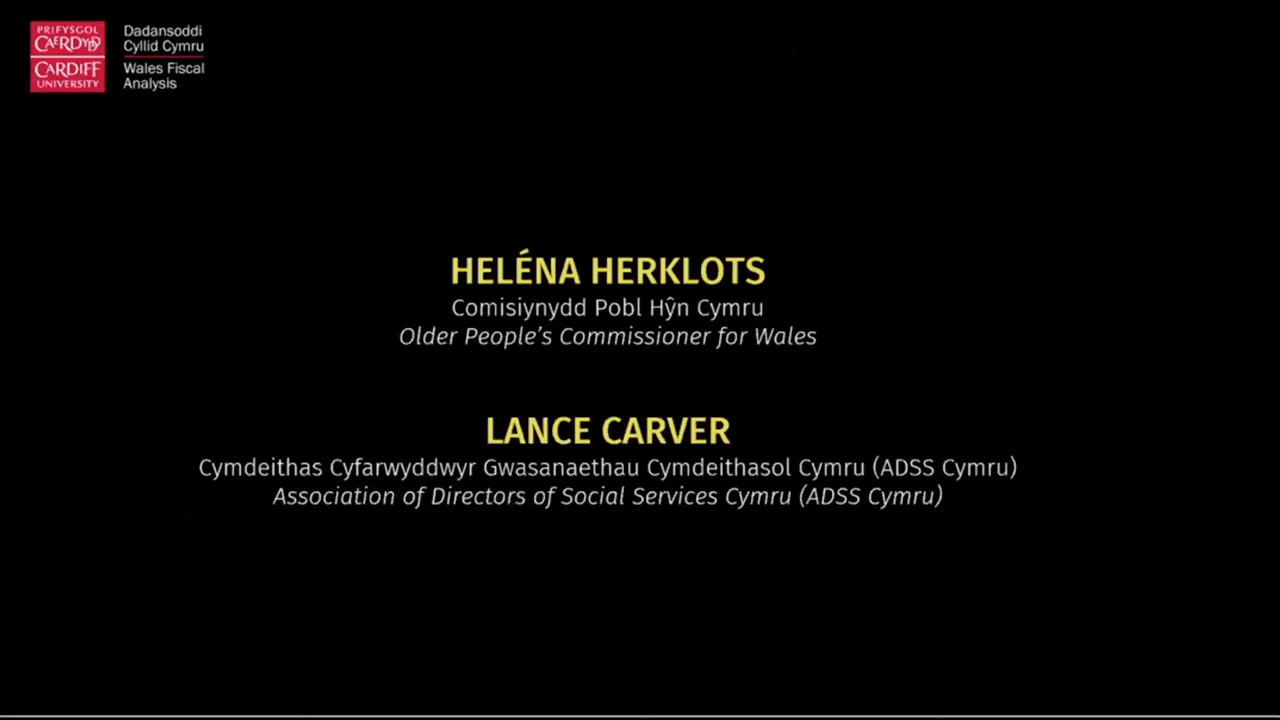 PRIFYSGOL
CAERDYDD
CARDIFF
UNIVERSITY
Dadansoddi
Cyllid Cymru
Wales Fiscal
Analysis
HELÉNA HERKLOTS
Comisiynydd Pobl Hŷn Cymru
Older People’s Commissioner for Wales
LANCE CARVER
Cymdeithas Cyfarwyddwyr Gwasanaethau Cymdeithasol Cymru (ADSS Cymru)
Association of Directors of Social Services Cymru (ADSS Cymru)